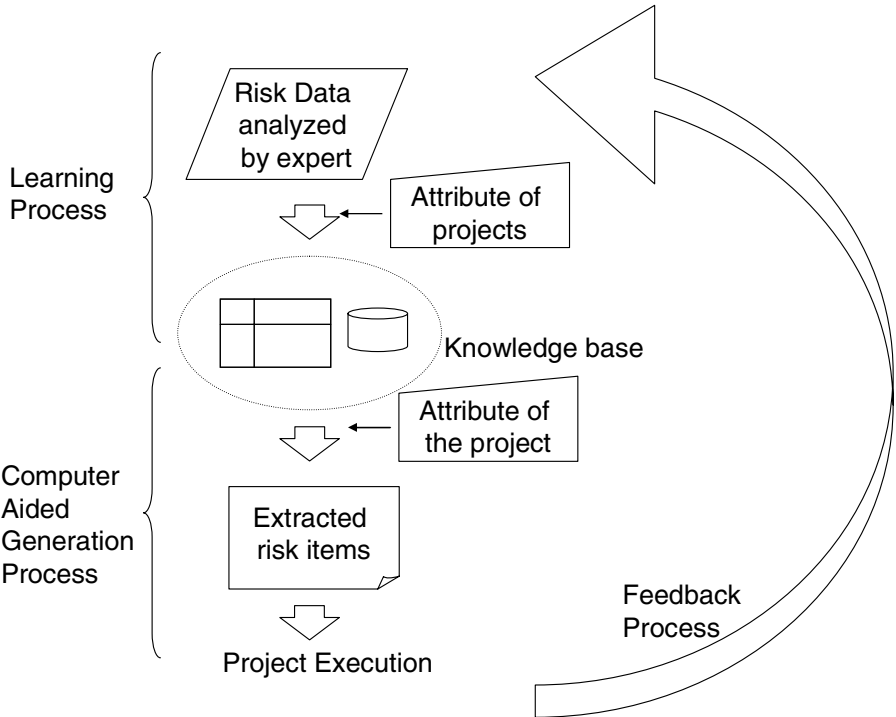 Risk Data
analyzed
by expert
Learning
Process
Attribute of
projects
Knowledge base
Attribute of
the project
Computer
Aided
Generation
Process
Extracted
risk items
Feedback
Process
Project Execution